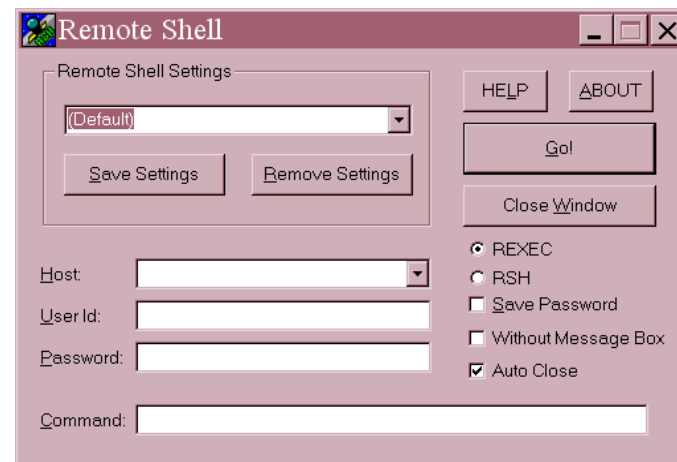 Remote Shell
Remote Shell Settings
(Default)
Save Settings
Remove Settings
HELP
ABOUT
Go!
Close Window
REXEC
RSH
Save Password
Without Message Box
Auto Close
Host:
User Id:
Password:
Command: